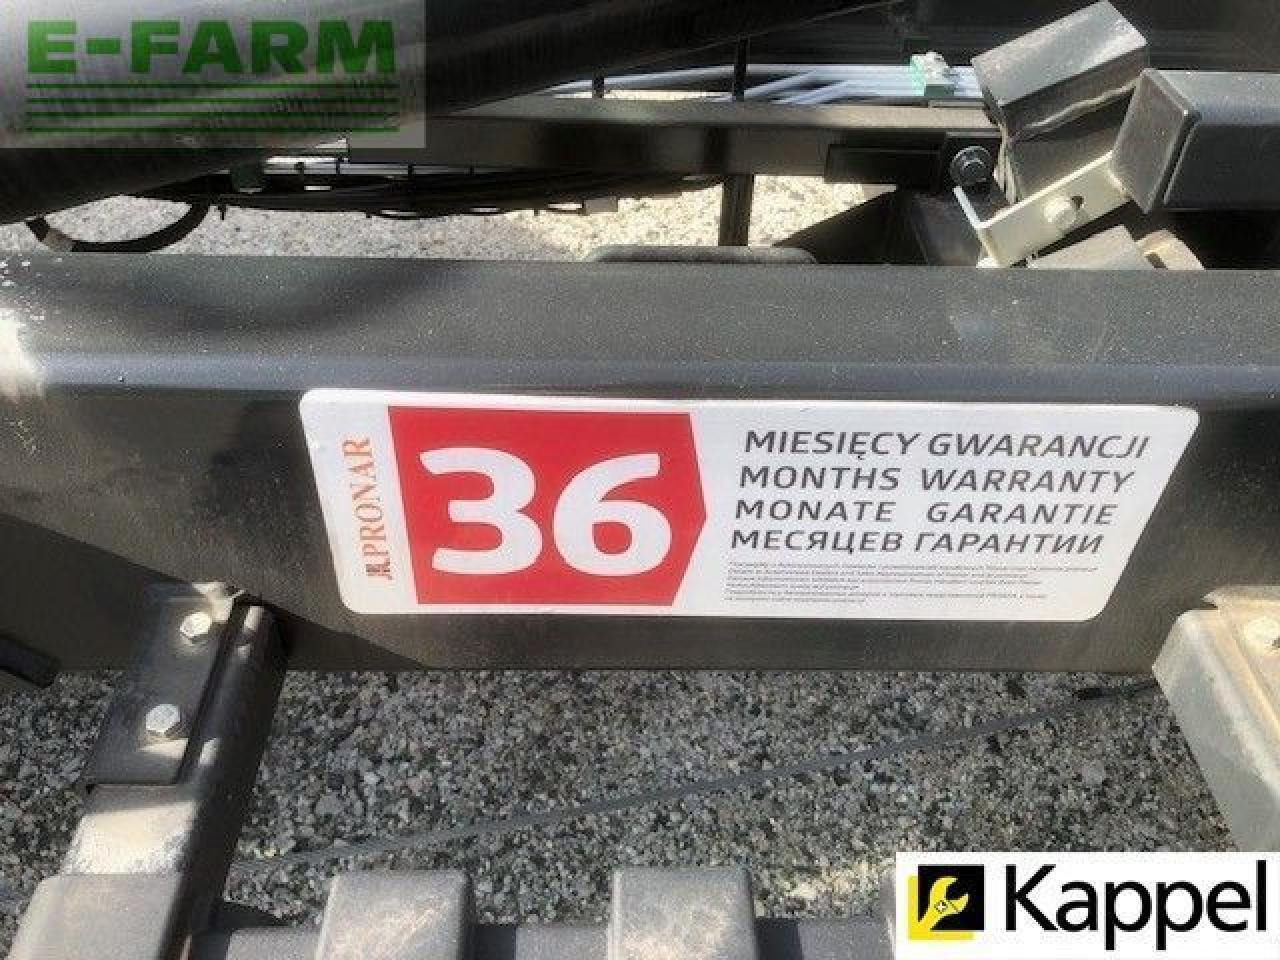 E-FARM
PRONAR
36
MIESIĘCY GWARANCJI
MONTHS WARRANTY
MONATE GARANTIE
МЕСЯЦЕВ ГАРАНТИИ
Kappel